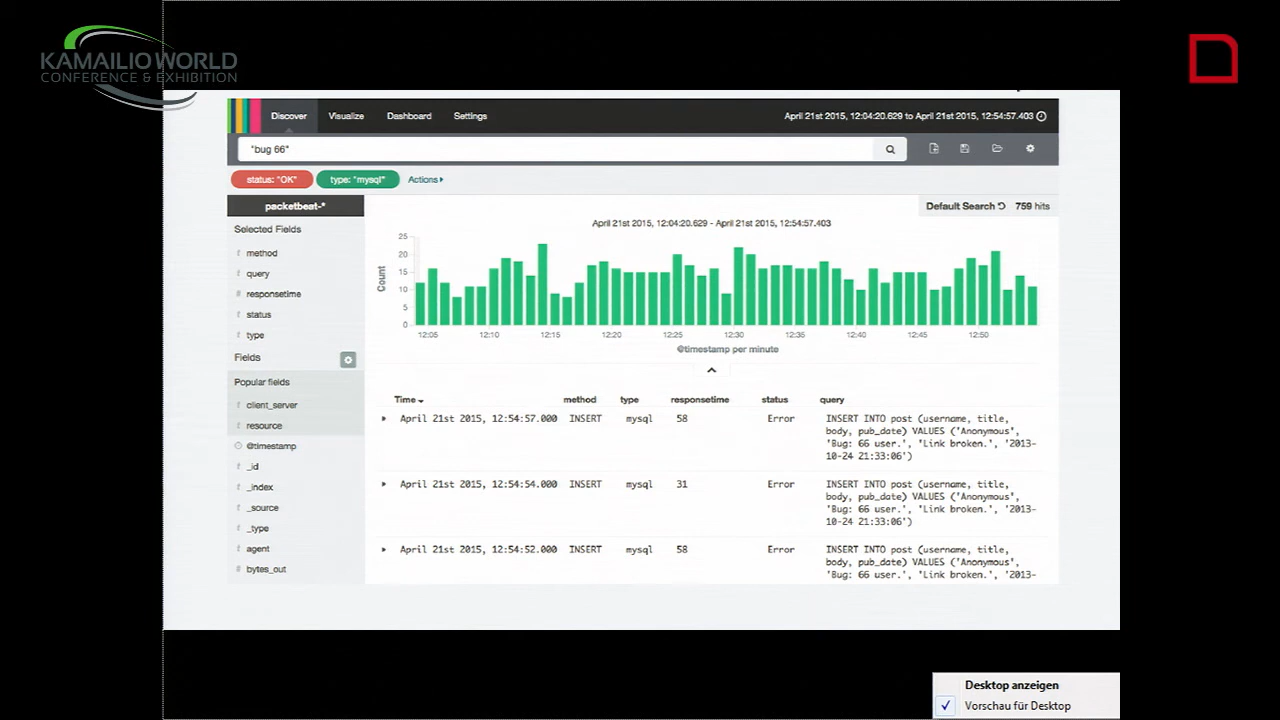 KAMAILIO WORLD
CONFERENCE & EXHIBITION
Discover Visualize Dashboard Settings April 21st 2015, 12:04:20.629 to April 21st 2015, 12:54:57.403
"bug 66"
status: "OK" type: "mysql" Actions
packetbeat-* Default Search 759 hits
Selected Fields
t method
t query
# responsetime
t status
t type
Fields
Popular fields
t client_server
t resource
@timestamp
t _id
t _index
t _source
t _type
t agent
# bytes_out
April 21st 2015, 12:04:20.629 - April 21st 2015, 12:54:57.403
Count
25
20
15
10
5
0
12:05 12:10 12:15 12:20 12:25 12:30 12:35 12:40 12:45 12:50
@timestamp per minute
Time method type responsetime status query
April 21st 2015, 12:54:57.000 INSERT mysql 58 Error INSERT INTO post (username, title,
body, pub_date) VALUES ('Anonymous',
'Bug: 66 user.', 'Link broken.', '2013-
10-24 21:33:06')
April 21st 2015, 12:54:54.000 INSERT mysql 31 Error INSERT INTO post (username, title,
body, pub_date) VALUES ('Anonymous',
'Bug: 66 user.', 'Link broken.', '2013-
10-24 21:33:06')
April 21st 2015, 12:54:52.000 INSERT mysql 58 Error INSERT INTO post (username, title,
body, pub_date) VALUES ('Anonymous',
'Bug: 66 user.', 'Link broken.', '2013-
Desktop anzeigen
Vorschau für Desktop